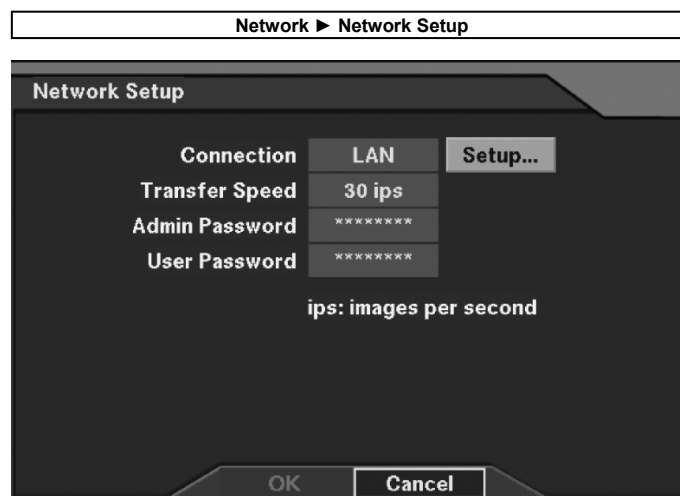 Network ► Network Setup
Network Setup
Connection LAN Setup...
Transfer Speed 30 ips
Admin Password ********
User Password ********
ips: images per second
OK Cancel